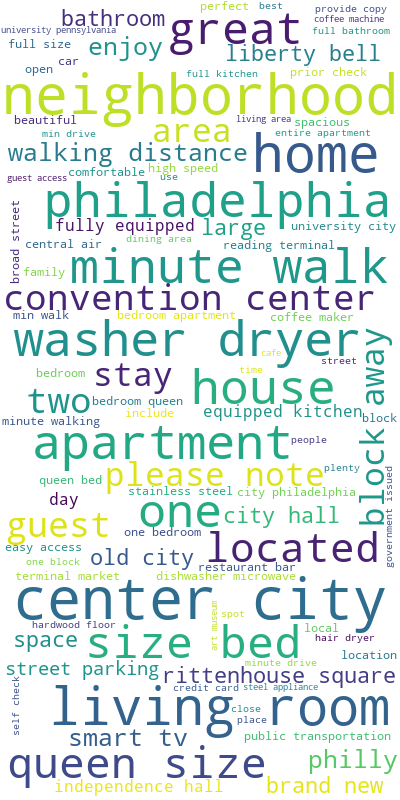 perfect
best
provide copy
bathroom
great
coffee machine
university pennsylvania
full bathroom
full size
car
enjoy
liberty bell
open
full kitchen
prior check
neighborhood
beautiful
living area
spacious
min drive
area
entire apartment
walking distance
home
comfortable
high speed
guest access
use
philadelphia
broad street
fully equipped
large
university city
dining area
central air
reading terminal
family
minute walk
convention center
min walk
bedroom apartment
coffee maker
washer dryer
street
block away
cafe
stay
time
bedroom
house
two
bedroom queen
include
equipped kitchen
block
minute walking
apartment
people
please note
plenty
queen bed
stainless steel
city philadelphia
government issued
day
one
guest
city hall
one bedroom
easy access
old city
located
one block
restaurant bar
terminal market
dishwasher microwave
center city
art museum
spot
hardwood floor
local
space
size bed
hair dryer
location
street parking
minute drive
rittenhouse square
self check
credit card
steel appliance
living room
close
place
smart tv
public transportation
queen size
philly
independence hall
brand new